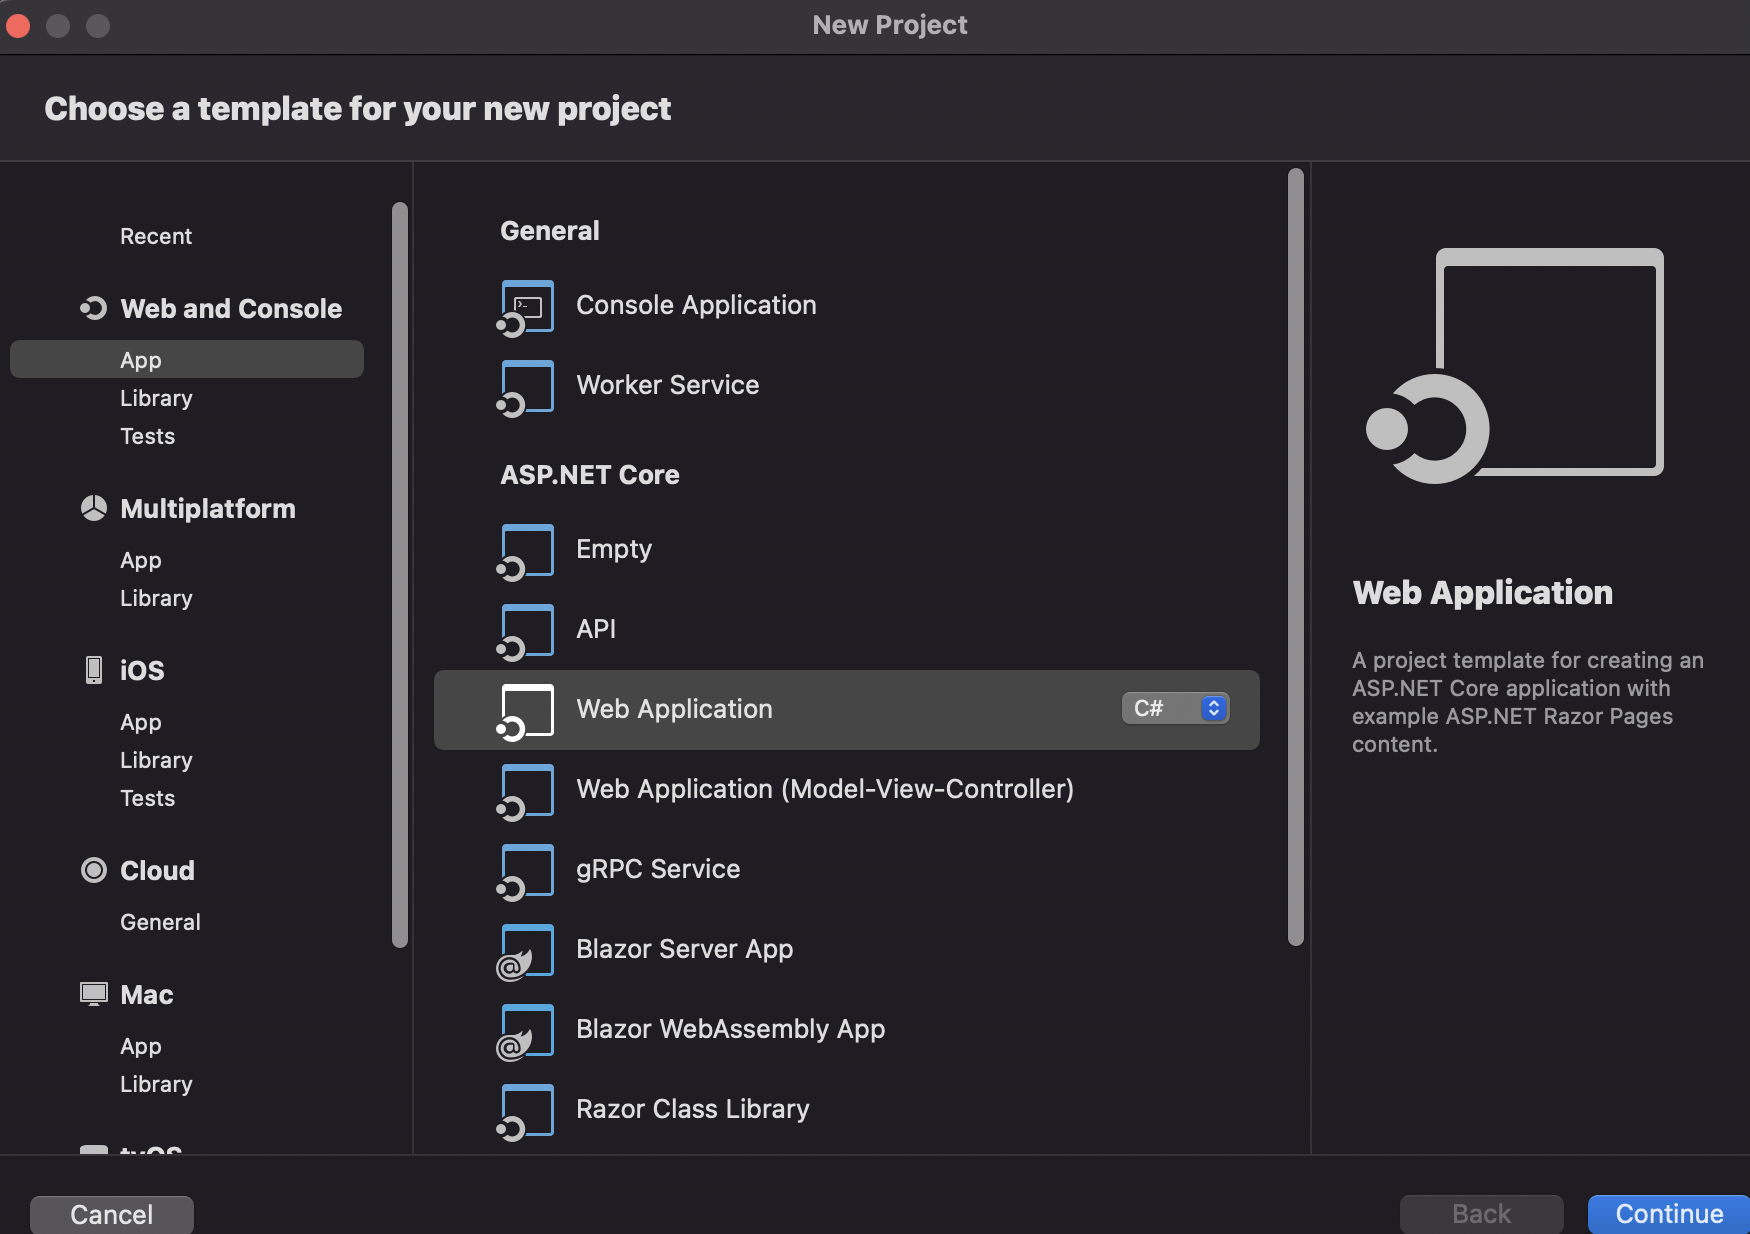 New Project
Choose a template for your new project
Recent
Web and Console
App
Library
Tests
Multiplatform
App
Library
iOS
App
Library
Tests
Cloud
General
Mac
App
Library
tvOS
General
Console Application
Worker Service
ASP.NET Core
Empty
API
Web Application
C#
Web Application (Model-View-Controller)
gRPC Service
Blazor Server App
Blazor WebAssembly App
Razor Class Library
Web Application
A project template for creating an
ASP.NET Core application with
example ASP.NET Razor Pages
content.
Cancel
Back
Continue